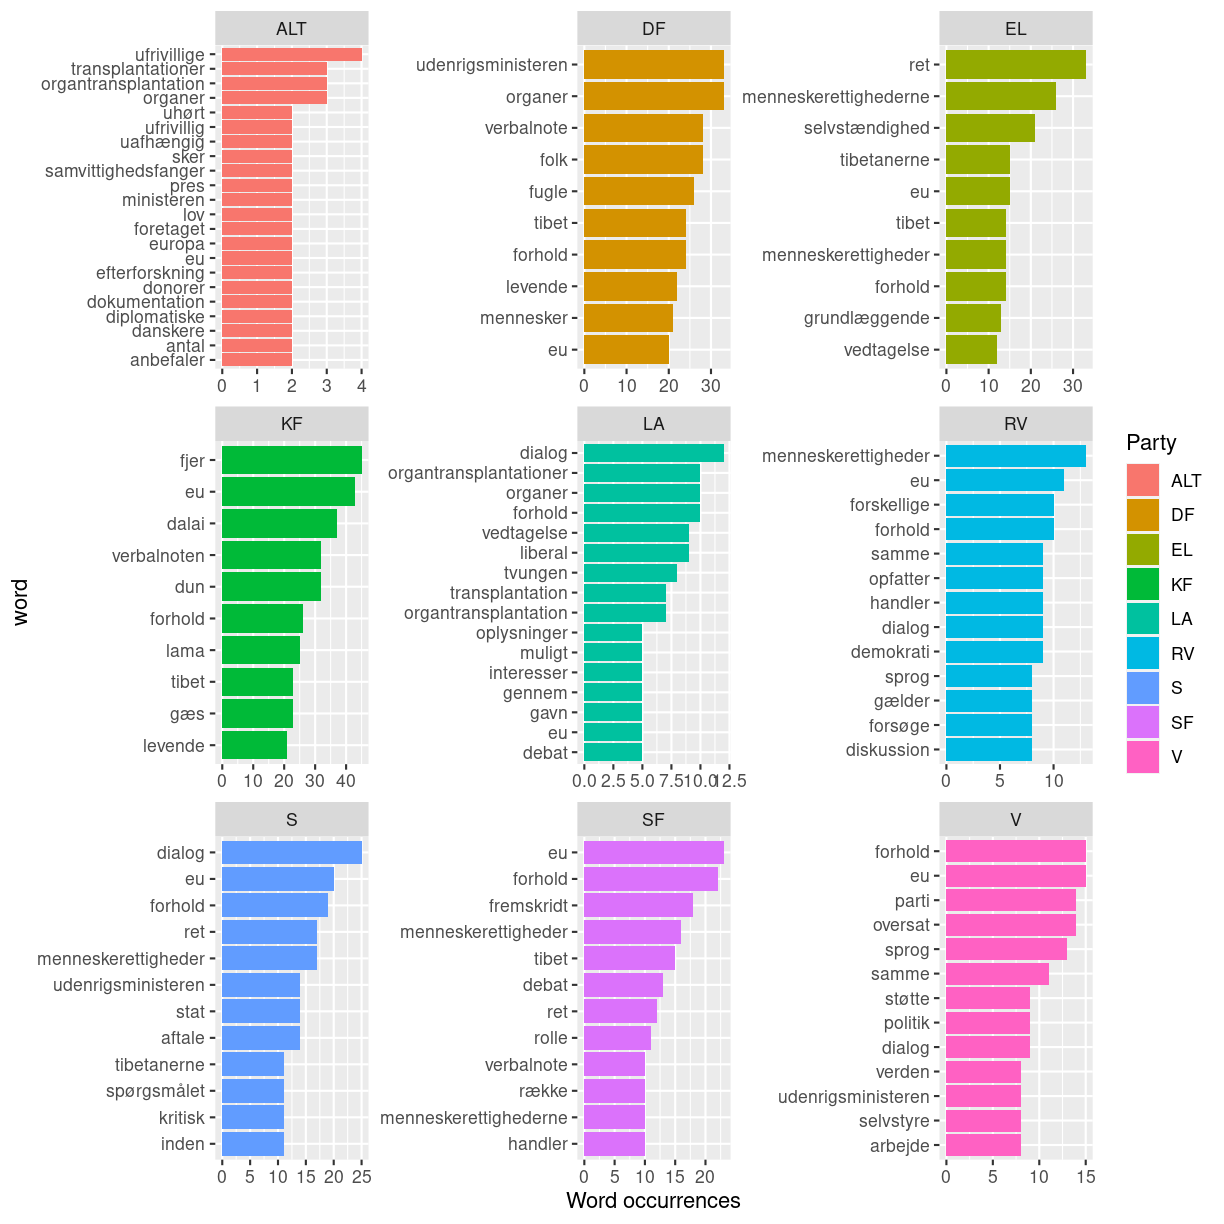 ALT
ufrivillige
transplantationer
organtransplantation
organer
uhørt
ufrivillig
uafhængig
sker
samvittighedsfanger
pres
ministeren
lov
foretaget
europa
eu
efterforskning
donorer
dokumentation
diplomatiske
danskere
antal
anbefaler
0 1 2 3 4
DF
udenrigsministeren
organer
verbalnote
folk
fugle
tibet
forhold
levende
mennesker
eu
0 10 20 30
EL
ret
menneskerettighederne
selvstændighed
tibetanerne
eu
tibet
menneskerettigheder
forhold
grundlæggende
vedtagelse
0 10 20 30
KF
fjer
eu
dalai
verbalnoten
dun
forhold
lama
tibet
gæs
levende
0 10 20 30 40
LA
dialog
organtransplantationer
organer
forhold
vedtagelse
liberal
tvungen
transplantation
organtransplantation
oplysninger
muligt
interesser
gennem
gavn
eu
debat
0.0 2.5 5.0 7.5 10.0 12.5
RV
menneskerettigheder
eu
forskellige
forhold
samme
opfatter
handler
dialog
demokrati
sprog
gælder
forsøge
diskussion
0 5 10
S
dialog
eu
forhold
ret
menneskerettigheder
udenrigsministeren
stat
aftale
tibetanerne
spørgsmålet
kritisk
inden
0 5 10 15 20 25
SF
eu
forhold
fremskridt
menneskerettigheder
tibet
debat
ret
rolle
verbalnote
række
menneskerettighederne
handler
0 5 10 15 20
V
forhold
eu
parti
oversat
sprog
samme
støtte
politik
dialog
verden
udenrigsministeren
selvstyre
arbejde
0 5 10 15
word
Word occurrences
Party
ALT
DF
EL
KF
LA
RV
S
SF
V